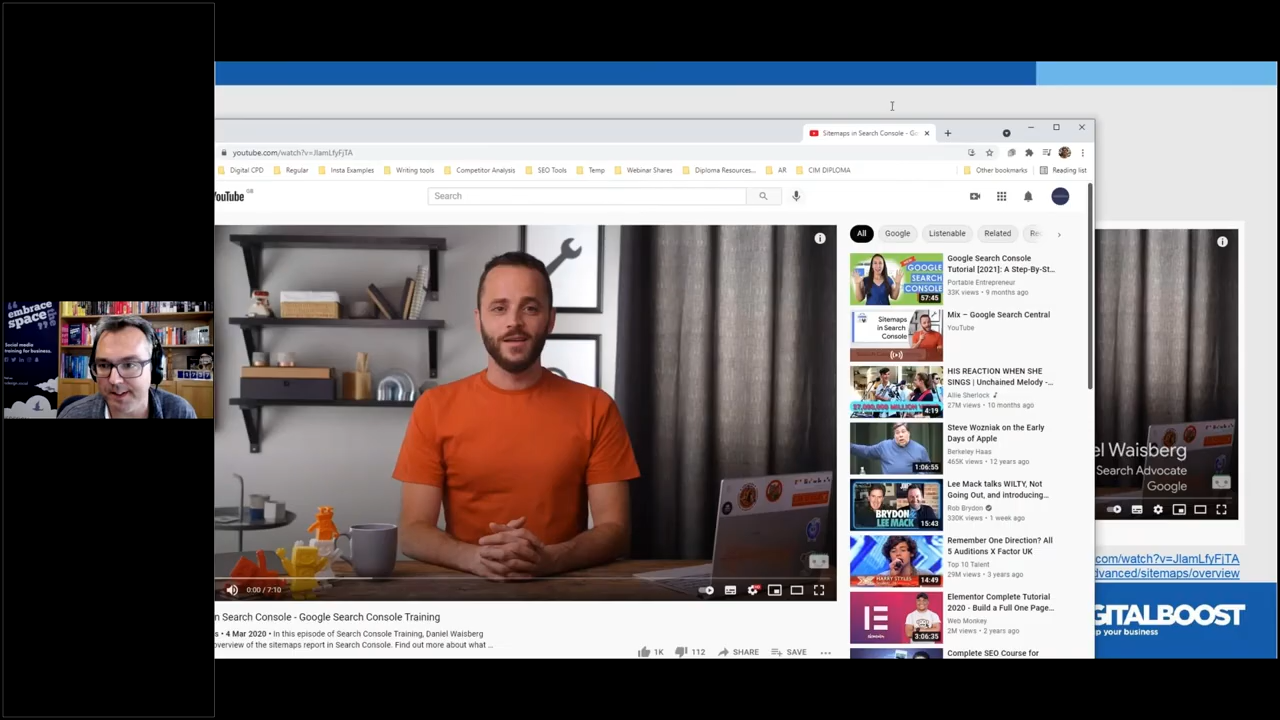 Sitemaps in Search Console - Go
youtube.com/watch?v=JlamLfyFjTA
Digital CPD
Regular
Insta Examples
Writing tools
Competitor Analysis
SEO Tools
Temp
Webinar Shares
Diploma Resources...
AR
CIM DIPLOMA
Other bookmarks
Reading list
YouTube
GB
Search
All
Google
Listenable
Related
Google Search Console
Tutorial [2021]: A Step-By-St...
Portable Entrepreneur
33K views • 9 months ago
GOOGLE
SEARCH
CONSOLE
57:45
Mix – Google Search Central
YouTube
Sitemaps
in Search
Console
HIS REACTION WHEN SHE
SINGS | Unchained Melody -...
Allie Sherlock
27M views • 10 months ago
4:19
Steve Wozniak on the Early
Days of Apple
Berkeley Haas
465K views • 12 years ago
1:06:55
Lee Mack talks WILTY, Not
Going Out, and introducing...
Rob Brydon
330K views • 1 week ago
BRYDON
LEE MACK
15:43
Remember One Direction? All
5 Auditions X Factor UK
Top 10 Talent
29M views • 3 years ago
HARRY STYLES
14:49
Elementor Complete Tutorial
2020 - Build a Full One Page...
Web Monkey
2M views • 2 years ago
3:06:35
Complete SEO Course for
0:00 / 7:10
n Search Console - Google Search Console Training
s • 4 Mar 2020 • In this episode of Search Console Training, Daniel Waisberg
overview of the sitemaps report in Search Console. Find out more about what ...
1K
112
SHARE
SAVE
embrace
space
Social media
training for business.
el Waisberg
Search Advocate
Google
.com/watch?v=JlamLfyFjTA
dvanced/sitemaps/overview
GITALBOOST
p your business